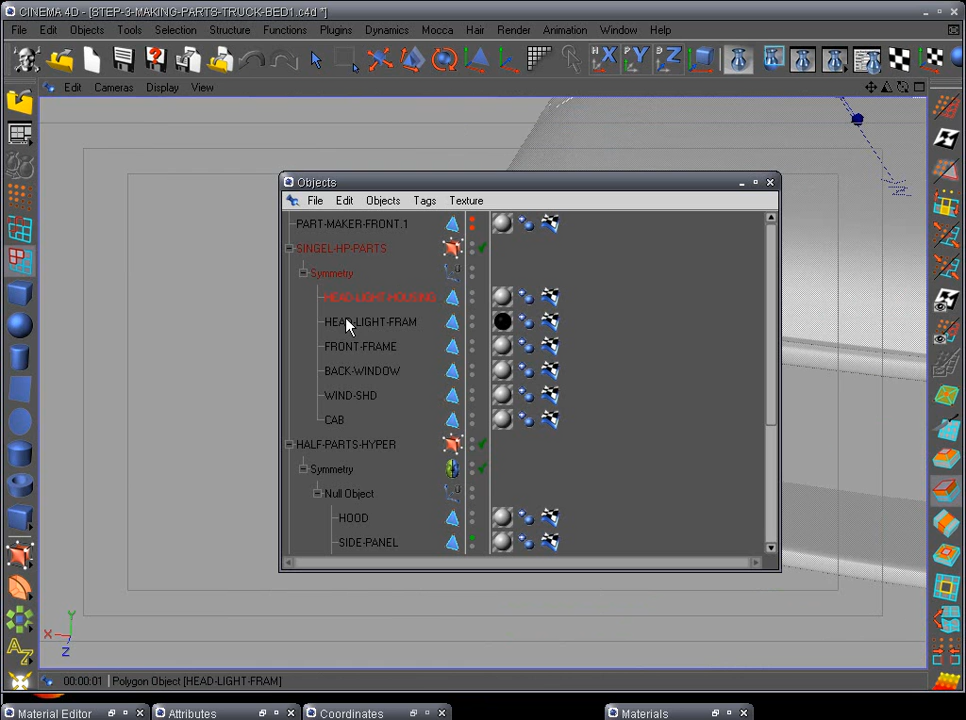 CINEMA 4D - [STEP-3-MAKING-PARTS-TRUCK-BED1.c4d *]
File Edit Objects Tools Selection Structure Functions Plugins Dynamics Mocca Hair Render Animation Window Help
X Y Z
Edit Cameras Display View
Objects
File Edit Objects Tags Texture
PART-MAKER-FRONT.1
SINGEL-HP-PARTS
Symmetry
HEAD-LIGHT-HOUSING
HEAD-LIGHT-FRAM
FRONT-FRAME
BACK-WINDOW
WIND-SHD
CAB
HALF-PARTS-HYPER
Symmetry
Null Object
HOOD
SIDE-PANEL
Y
X
Z
00:00:01 Polygon Object [HEAD-LIGHT-FRAM]
Material Editor Attributes Coordinates Materials